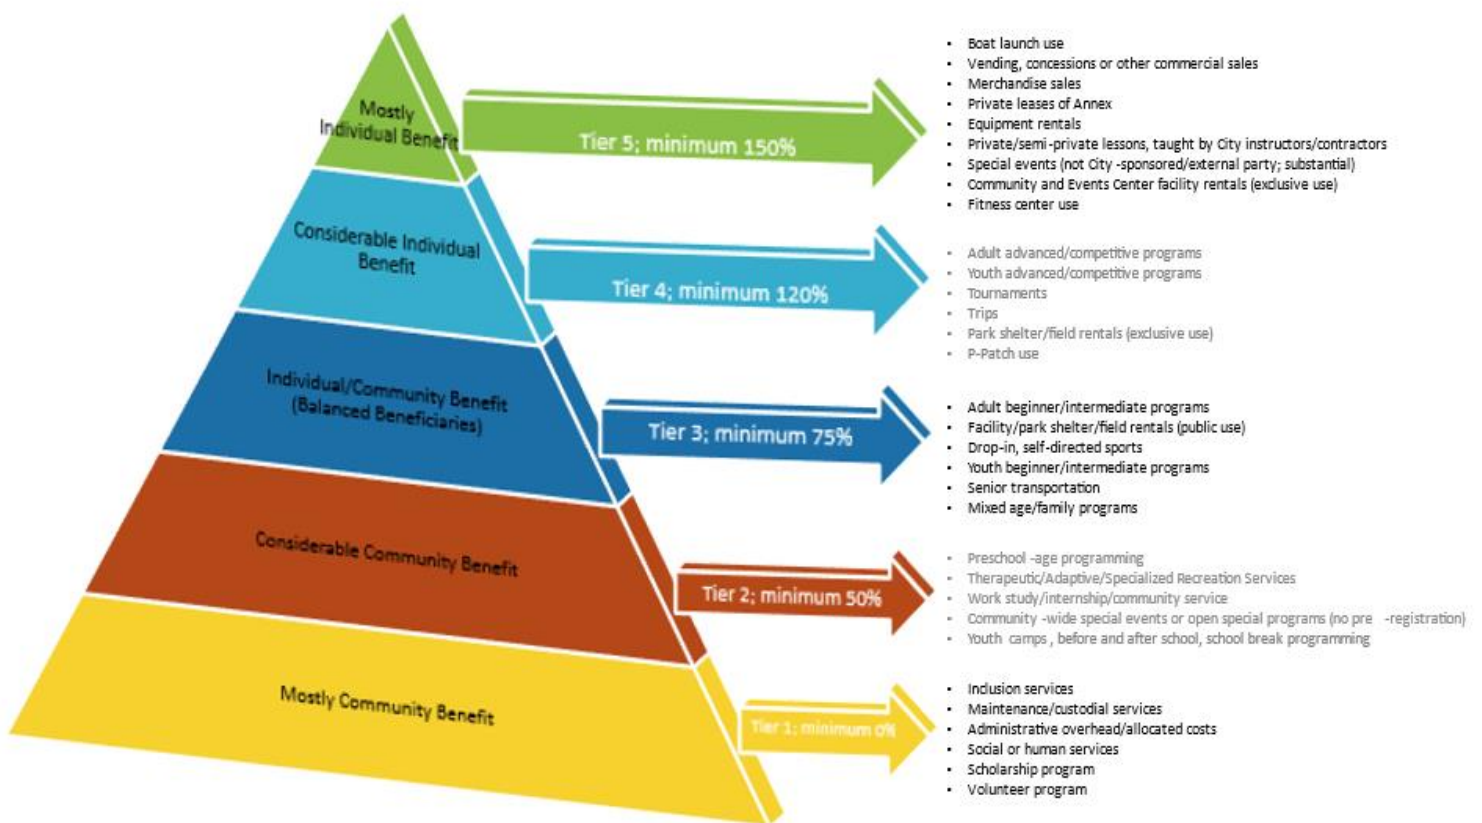 Mostly
Individual Benefit
Tier 5; minimum 150%
• Boat launch use
• Vending, concessions or other commercial sales
• Merchandise sales
• Private leases of Annex
• Equipment rentals
• Private/semi-private lessons, taught by City instructors/contractors
• Special events (not City -sponsored/external party; substantial)
• Community and Events Center facility rentals (exclusive use)
• Fitness center use
Considerable Individual
Benefit
Tier 4; minimum 120%
• Adult advanced/competitive programs
• Youth advanced/competitive programs
• Tournaments
• Trips
• Park shelter/field rentals (exclusive use)
• P-Patch use
Individual/Community Benefit
(Balanced Beneficiaries)
Tier 3; minimum 75%
• Adult beginner/intermediate programs
• Facility/park shelter/field rentals (public use)
• Drop-in, self-directed sports
• Youth beginner/intermediate programs
• Senior transportation
• Mixed age/family programs
Considerable Community Benefit
Tier 2; minimum 50%
• Preschool -age programming
• Therapeutic/Adaptive/Specialized Recreation Services
• Work study/internship/community service
• Community -wide special events or open special programs (no pre -registration)
• Youth camps , before and after school, school break programming
Mostly Community Benefit
Tier 1; minimum 0%
• Inclusion services
• Maintenance/custodial services
• Administrative overhead/allocated costs
• Social or human services
• Scholarship program
• Volunteer program